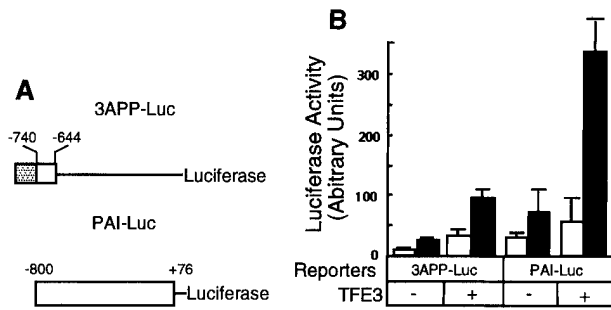 A
3APP-Luc
-740 -644
Luciferase
PAI-Luc
-800 +76
Luciferase
B
Luciferase Activity
(Abitrary Units)
300
200
100
0
Reporters 3APP-Luc PAI-Luc
TFE3 - + - +